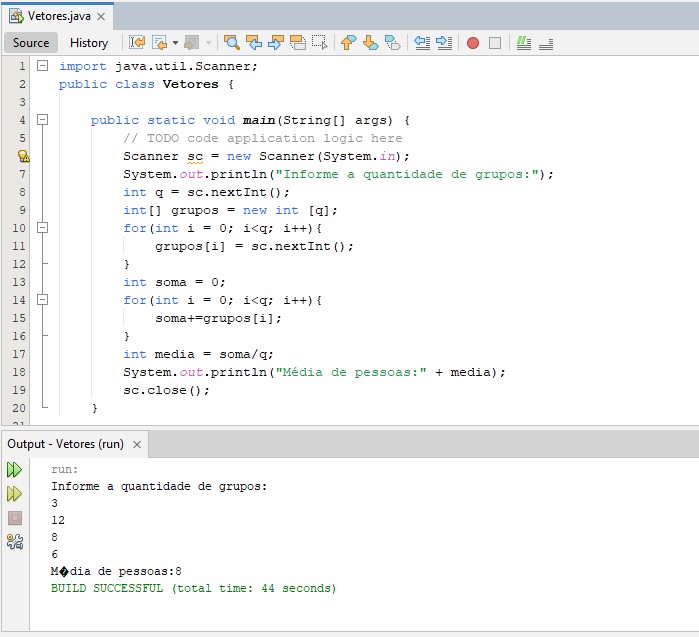 Vetores.java
Source History
1 import java.util.Scanner;
2 public class Vetores {
3
4 public static void main(String[] args) {
5 // TODO code application logic here
Scanner sc = new Scanner(System.in);
7 System.out.println("Informe a quantidade de grupos:");
8 int q = sc.nextInt();
9 int[] grupos = new int [q];
10 for(int i = 0; i<q; i++){
11 grupos[i] = sc.nextInt();
12 }
13 int soma = 0;
14 for(int i = 0; i<q; i++){
15 soma+=grupos[i];
16 }
17 int media = soma/q;
18 System.out.println("Média de pessoas:" + media);
19 sc.close();
20 }
21
Output - Vetores (run)
run:
Informe a quantidade de grupos:
3
12
8
6
M�dia de pessoas:8
BUILD SUCCESSFUL (total time: 44 seconds)